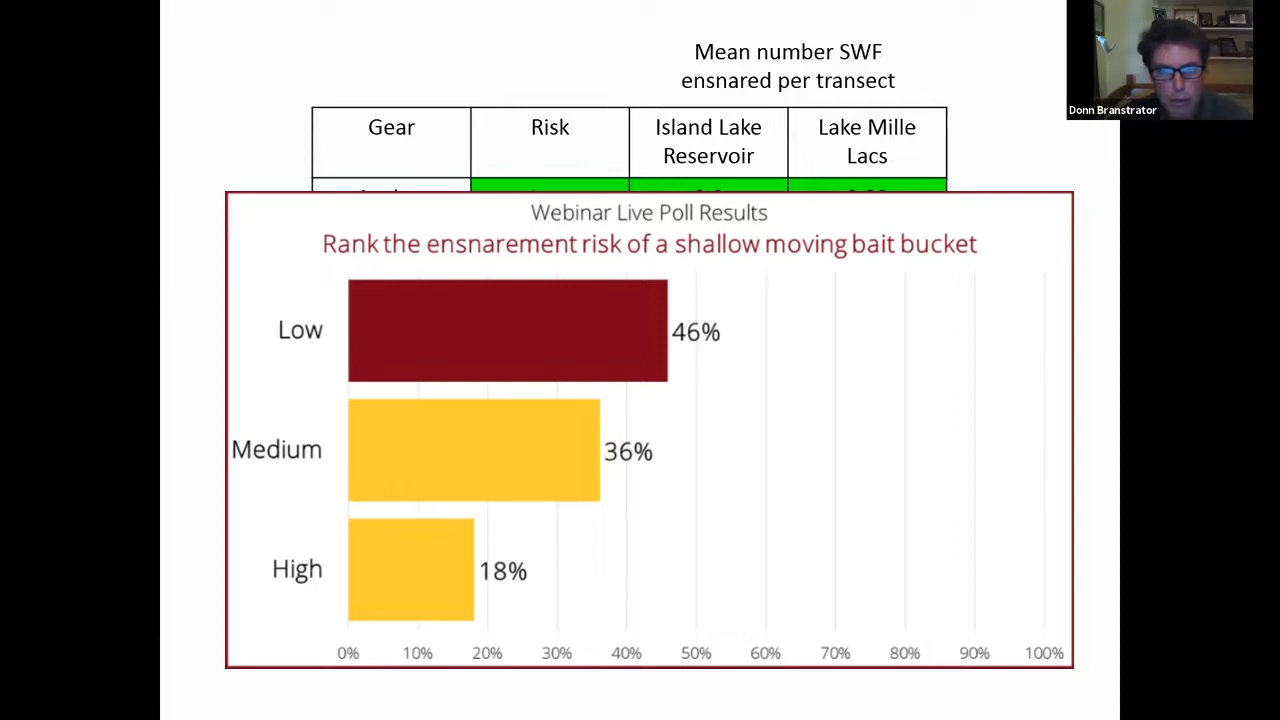 Mean number SWF
ensnared per transect
Donn Branstrator
Gear
Risk
Island Lake
Reservoir
Lake Mille
Lacs
Webinar Live Poll Results
Rank the ensnarement risk of a shallow moving bait bucket
Low
46%
Medium
36%
High
18%
0%
10%
20%
30%
40%
50%
60%
70%
80%
90%
100%